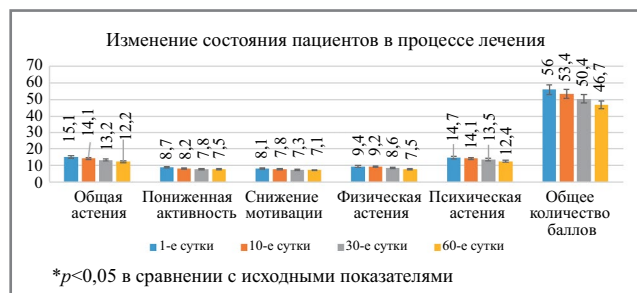 Изменение состояния пациентов в процессе лечения
70
60
50
40
30
20
10
0
15,1 14,1 13,2 12,2
8,7 8,2 7,8 7,5
8,1 7,8 7,3 7,1
9,4 9,2 8,6 7,5
14,7 14,1 13,5 12,4
56 53,4 50,4 46,7
Общая астения
Пониженная активность
Снижение мотивации
Физическая астения
Психическая астения
Общее количество баллов
1-е сутки 10-е сутки 30-е сутки 60-е сутки
*p<0,05 в сравнении с исходными показателями